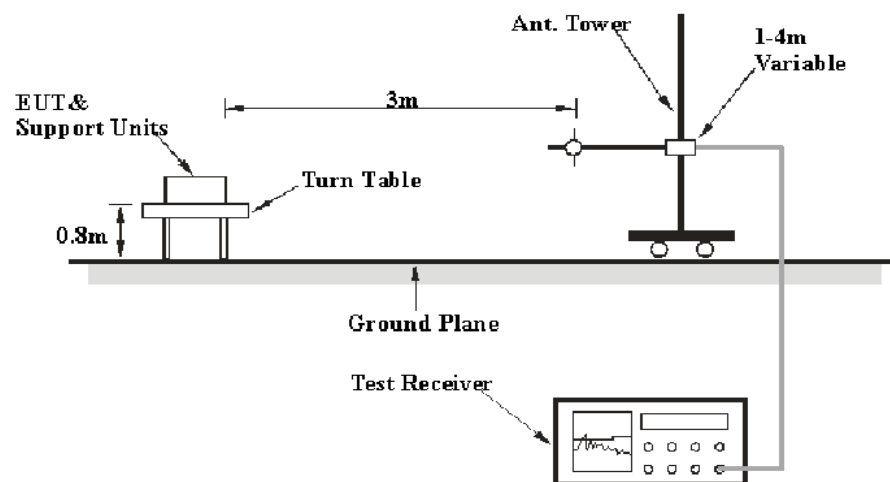 Ant. Tower
1-4m
Variable
3m
EUT&
Support Units
Turn Table
0.8m
Ground Plane
Test Receiver